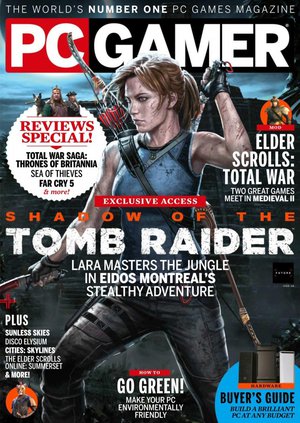 THE WORLD'S NUMBER ONE PC GAMES MAGAZINE
PC GAMER
REVIEWS
SPECIAL!
TOTAL WAR SAGA:
THRONES OF BRITANNIA
SEA OF THIEVES
FAR CRY 5
& more!
MOD
ELDER
SCROLLS:
TOTAL WAR
TWO GREAT GAMES
MEET IN MEDIEVAL II
EXCLUSIVE ACCESS
SHADOW OF THE
TOMB RAIDER
LARA MASTERS THE JUNGLE
IN EIDOS MONTREAL'S
STEALTHY ADVENTURE
FUTURE
PLUS
SUNLESS SKIES
DISCO ELYSIUM
CITIES: SKYLINES
THE ELDER SCROLLS
ONLINE: SUMMERSET
& MORE!
HOW TO
GO GREEN!
MAKE YOUR PC
ENVIRONMENTALLY
FRIENDLY
HARDWARE
BUYER'S GUIDE
BUILD A BRILLIANT
PC AT ANY BUDGET